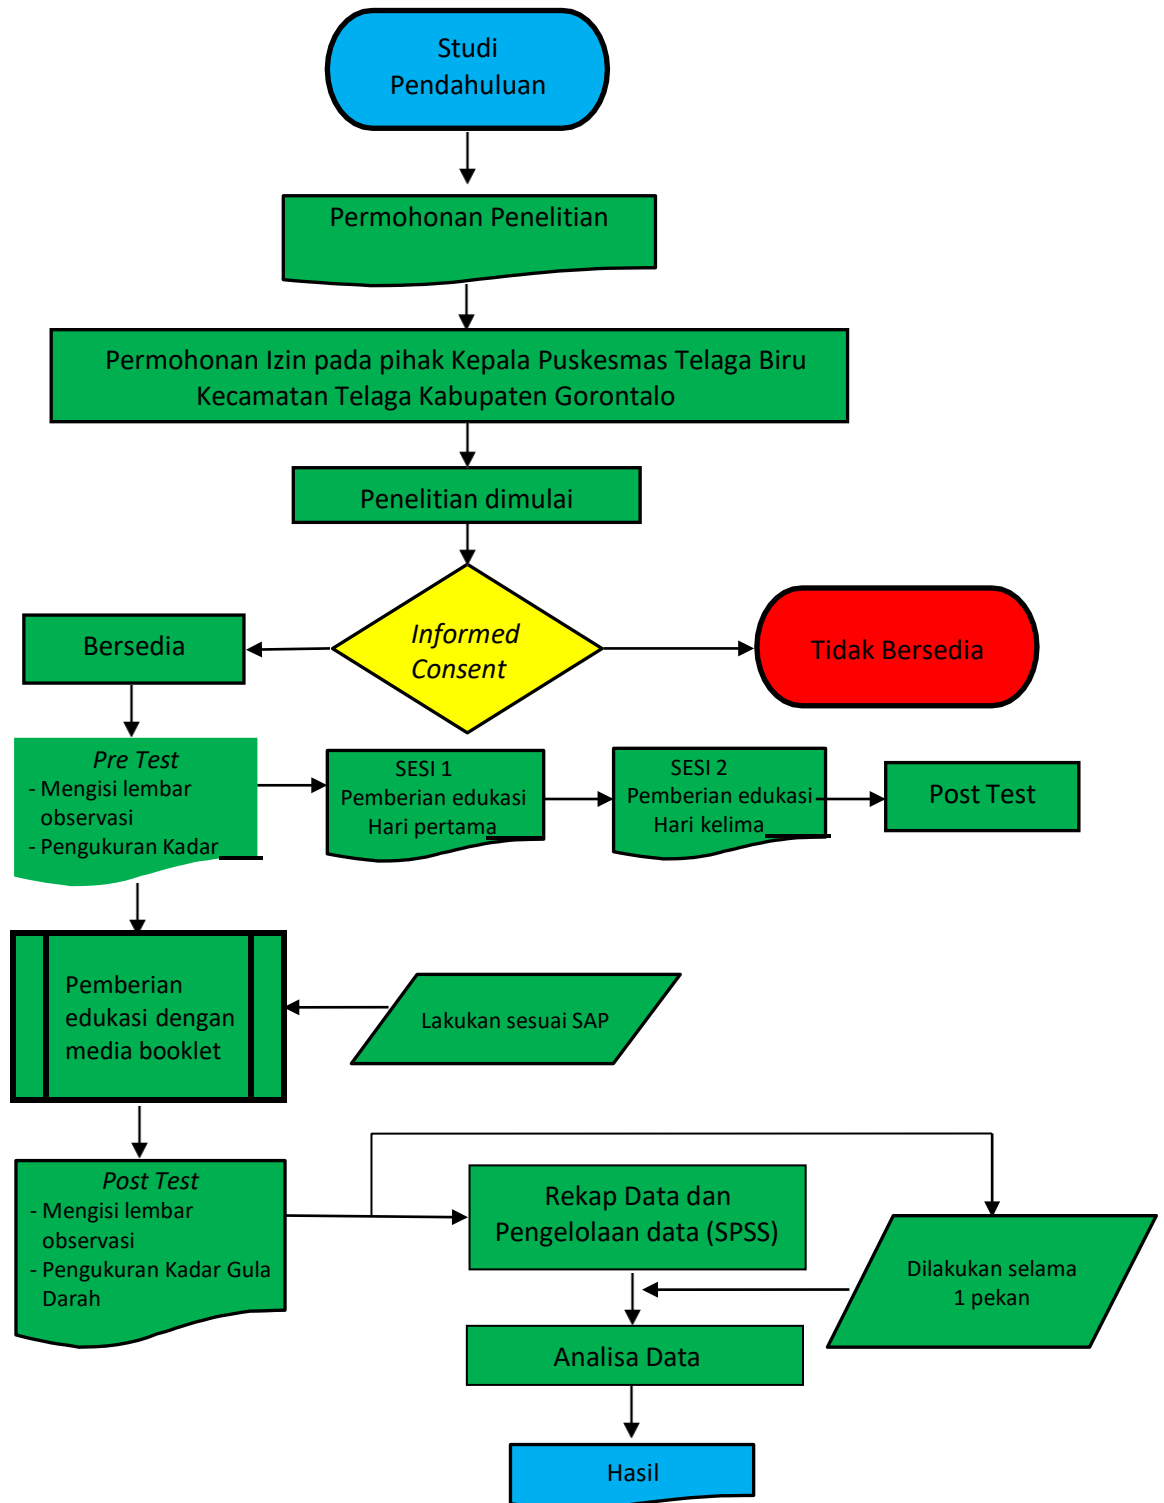 Studi
Pendahuluan
Permohonan Penelitian
Permohonan Izin pada pihak Kepala Puskesmas Telaga Biru
Kecamatan Telaga Kabupaten Gorontalo
Penelitian dimulai
Informed
Consent
Bersedia
Tidak Bersedia
Pre Test
- Mengisi lembar
observasi
- Pengukuran Kadar
SESI 1
Pemberian edukasi
Hari pertama
SESI 2
Pemberian edukasi
Hari kelima
Post Test
Pemberian
edukasi dengan
media booklet
Lakukan sesuai SAP
Post Test
- Mengisi lembar
observasi
- Pengukuran Kadar Gula
Darah
Rekap Data dan
Pengelolaan data (SPSS)
Dilakukan selama
1 pekan
Analisa Data
Hasil